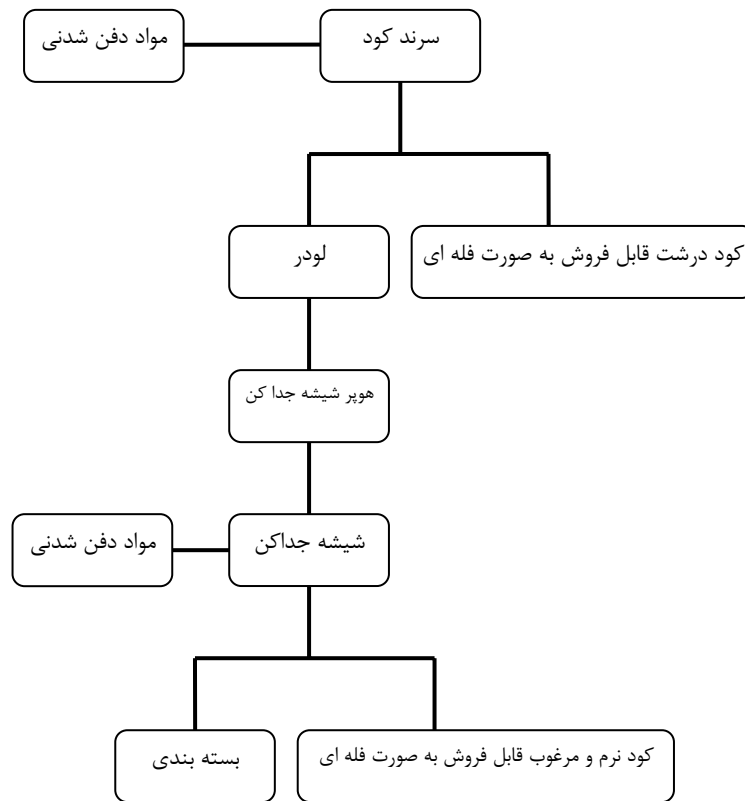 سرند کود
مواد دفن شدنی
کود درشت قابل فروش به صورت فله ای
لودر
هوپر شیشه جدا کن
شیشه جداکن
مواد دفن شدنی
کود نرم و مرغوب قابل فروش به صورت فله ای
بسته بندی